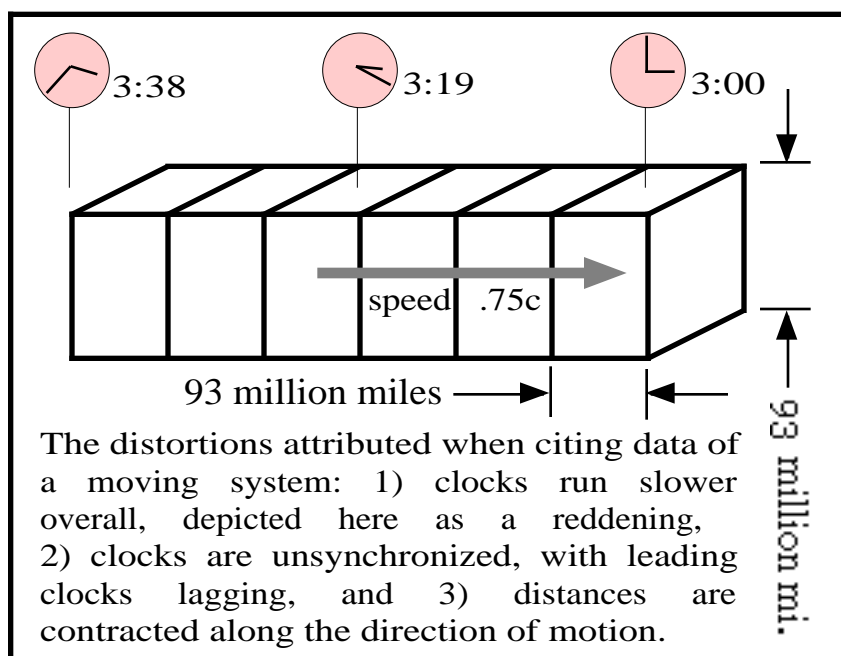 3:38
3:19
3:00
speed .75c
93 million miles
93 million mi.
The distortions attributed when citing data of
a moving system: 1) clocks run slower
overall, depicted here as a reddening,
2) clocks are unsynchronized, with leading
clocks lagging, and 3) distances are
contracted along the direction of motion.